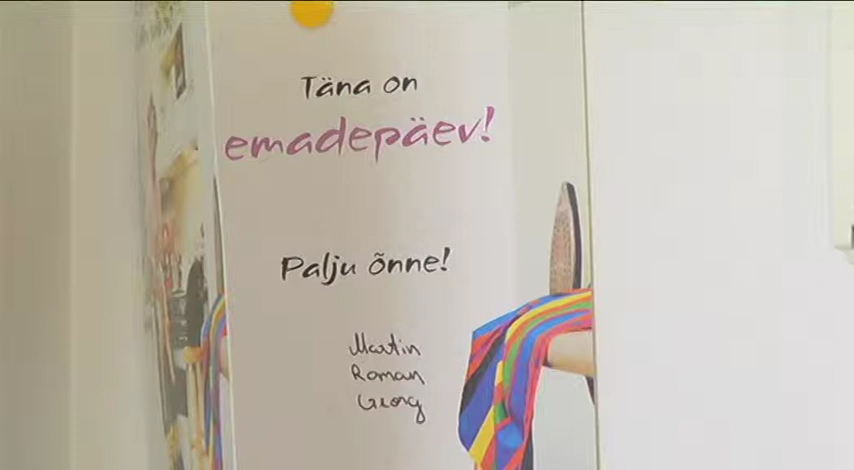 Täna on
emadepäev!
Palju õnne!
Martin
Roman
Georg